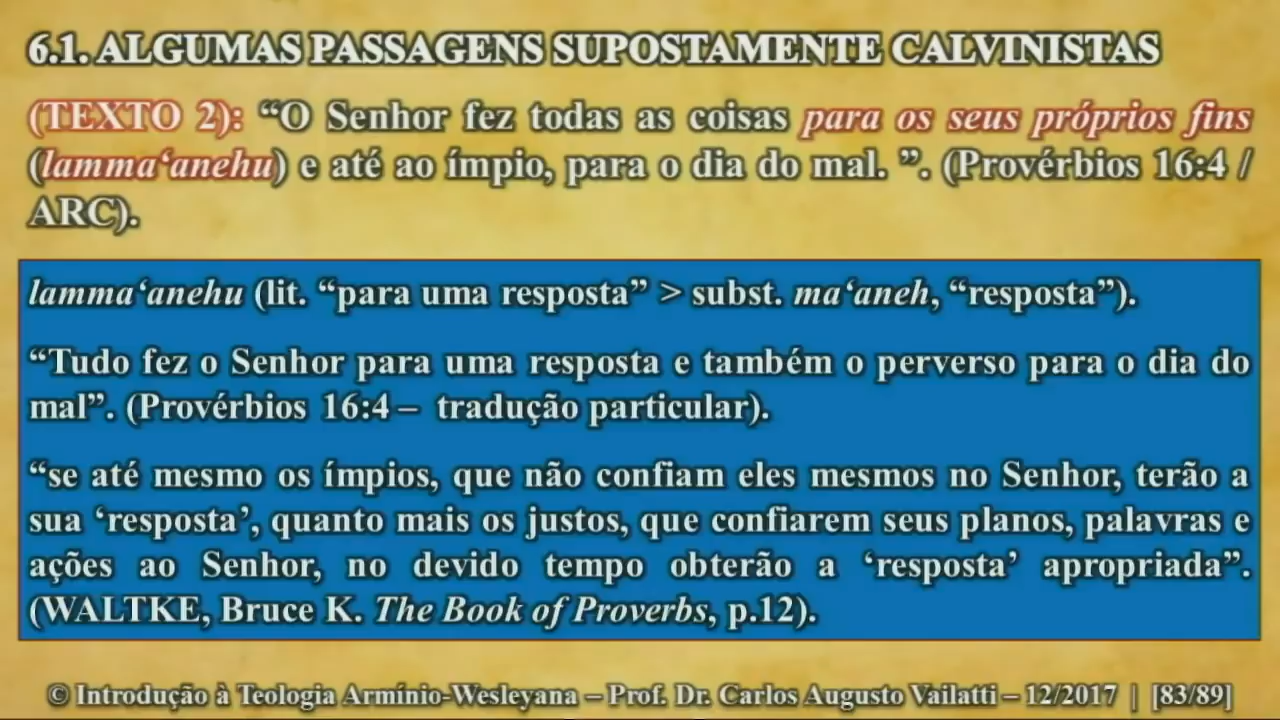 6.1. ALGUMAS PASSAGENS SUPOSTAMENTE CALVINISTAS
(TEXTO 2): “O Senhor fez todas as coisas para os seus próprios fins
(lamma‘anehu) e até ao ímpio, para o dia do mal. ”. (Provérbios 16:4 /
ARC).
lamma‘anehu (lit. “para uma resposta” > subst. ma‘aneh, “resposta”).
“Tudo fez o Senhor para uma resposta e também o perverso para o dia do
mal”. (Provérbios 16:4 – tradução particular).
“se até mesmo os ímpios, que não confiam eles mesmos no Senhor, terão a
sua ‘resposta’, quanto mais os justos, que confiarem seus planos, palavras e
ações ao Senhor, no devido tempo obterão a ‘resposta’ apropriada”.
(WALTKE, Bruce K. The Book of Proverbs, p.12).
© Introdução à Teologia Armínio-Wesleyana – Prof. Dr. Carlos Augusto Vailatti – 12/2017 | [83/89]